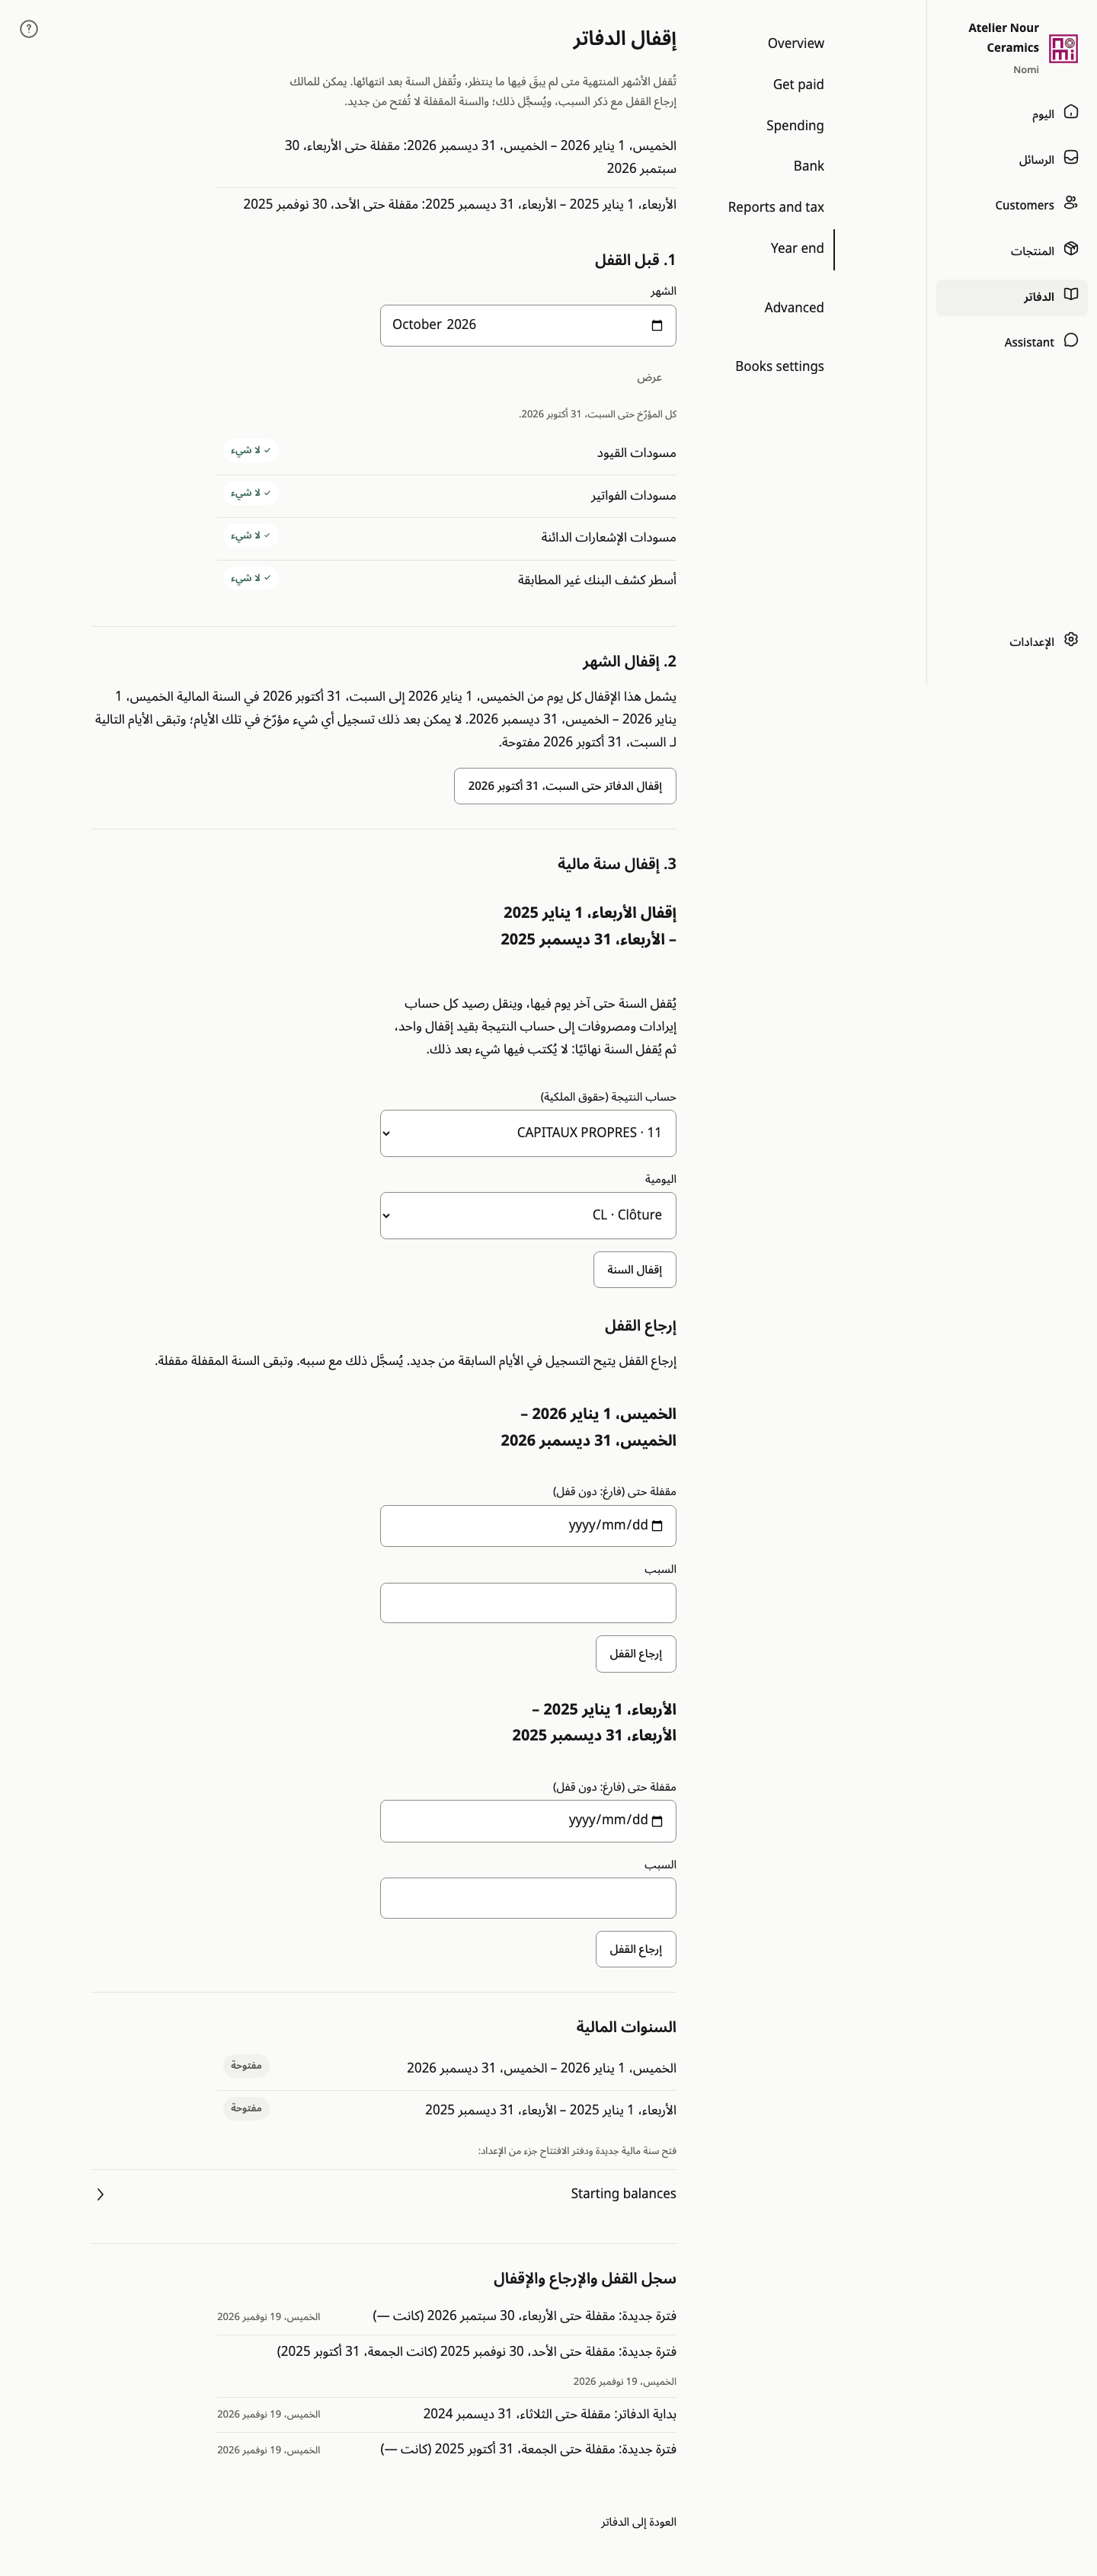 Atelier Nour
Ceramics
Nomi
اليوم
الرسائل
Customers
المنتجات
الدفاتر
Assistant
الإعدادات
Overview
Get paid
Spending
Bank
Reports and tax
Year end
Advanced
Books settings
إقفال الدفاتر
تُقفل الأشهر المنتهية متى لم يبقَ فيها ما ينتظر، وتُقفل السنة بعد انتهائها. يمكن للمالك
إرجاع القفل مع ذكر السبب، ويُسجَّل ذلك؛ والسنة المقفلة لا تُفتح من جديد.
الخميس، 1 يناير 2026 – الخميس، 31 ديسمبر 2026: مقفلة حتى الأربعاء، 30
سبتمبر 2026
الأربعاء، 1 يناير 2025 – الأربعاء، 31 ديسمبر 2025: مقفلة حتى الأحد، 30 نوفمبر 2025
1. قبل القفل
الشهر
October 2026
عرض
كل المؤرّخ حتى السبت، 31 أكتوبر 2026.
مسودات القيود
لا شيء
مسودات الفواتير
لا شيء
مسودات الإشعارات الدائنة
لا شيء
أسطر كشف البنك غير المطابقة
لا شيء
2. إقفال الشهر
يشمل هذا الإقفال كل يوم من الخميس، 1 يناير 2026 إلى السبت، 31 أكتوبر 2026 في السنة المالية الخميس، 1
يناير 2026 – الخميس، 31 ديسمبر 2026. لا يمكن بعد ذلك تسجيل أي شيء مؤرّخ في تلك الأيام؛ وتبقى الأيام التالية
لـ السبت، 31 أكتوبر 2026 مفتوحة.
إقفال الدفاتر حتى السبت، 31 أكتوبر 2026
3. إقفال سنة مالية
إقفال الأربعاء، 1 يناير 2025
– الأربعاء، 31 ديسمبر 2025
يُقفل السنة حتى آخر يوم فيها، وينقل رصيد كل حساب
إيرادات ومصروفات إلى حساب النتيجة بقيد إقفال واحد،
ثم يُقفل السنة نهائيًا: لا يُكتب فيها شيء بعد ذلك.
حساب النتيجة (حقوق الملكية)
11 · CAPITAUX PROPRES
اليومية
CL · Clôture
إقفال السنة
إرجاع القفل
إرجاع القفل يتيح التسجيل في الأيام السابقة من جديد. يُسجَّل ذلك مع سببه. وتبقى السنة المقفلة مقفلة.
الخميس، 1 يناير 2026 –
الخميس، 31 ديسمبر 2026
مقفلة حتى (فارغ: دون قفل)
yyyy/mm/dd
السبب
إرجاع القفل
الأربعاء، 1 يناير 2025 –
الأربعاء، 31 ديسمبر 2025
مقفلة حتى (فارغ: دون قفل)
yyyy/mm/dd
السبب
إرجاع القفل
السنوات المالية
الخميس، 1 يناير 2026 – الخميس، 31 ديسمبر 2026
مفتوحة
الأربعاء، 1 يناير 2025 – الأربعاء، 31 ديسمبر 2025
مفتوحة
فتح سنة مالية جديدة ودفتر الافتتاح جزء من الإعداد:
Starting balances
سجل القفل والإرجاع والإقفال
فترة جديدة: مقفلة حتى الأربعاء، 30 سبتمبر 2026 (كانت —)
الخميس، 19 نوفمبر 2026
فترة جديدة: مقفلة حتى الأحد، 30 نوفمبر 2025 (كانت الجمعة، 31 أكتوبر 2025)
الخميس، 19 نوفمبر 2026
بداية الدفاتر: مقفلة حتى الثلاثاء، 31 ديسمبر 2024
الخميس، 19 نوفمبر 2026
فترة جديدة: مقفلة حتى الجمعة، 31 أكتوبر 2025 (كانت —)
الخميس، 19 نوفمبر 2026
العودة إلى الدفاتر